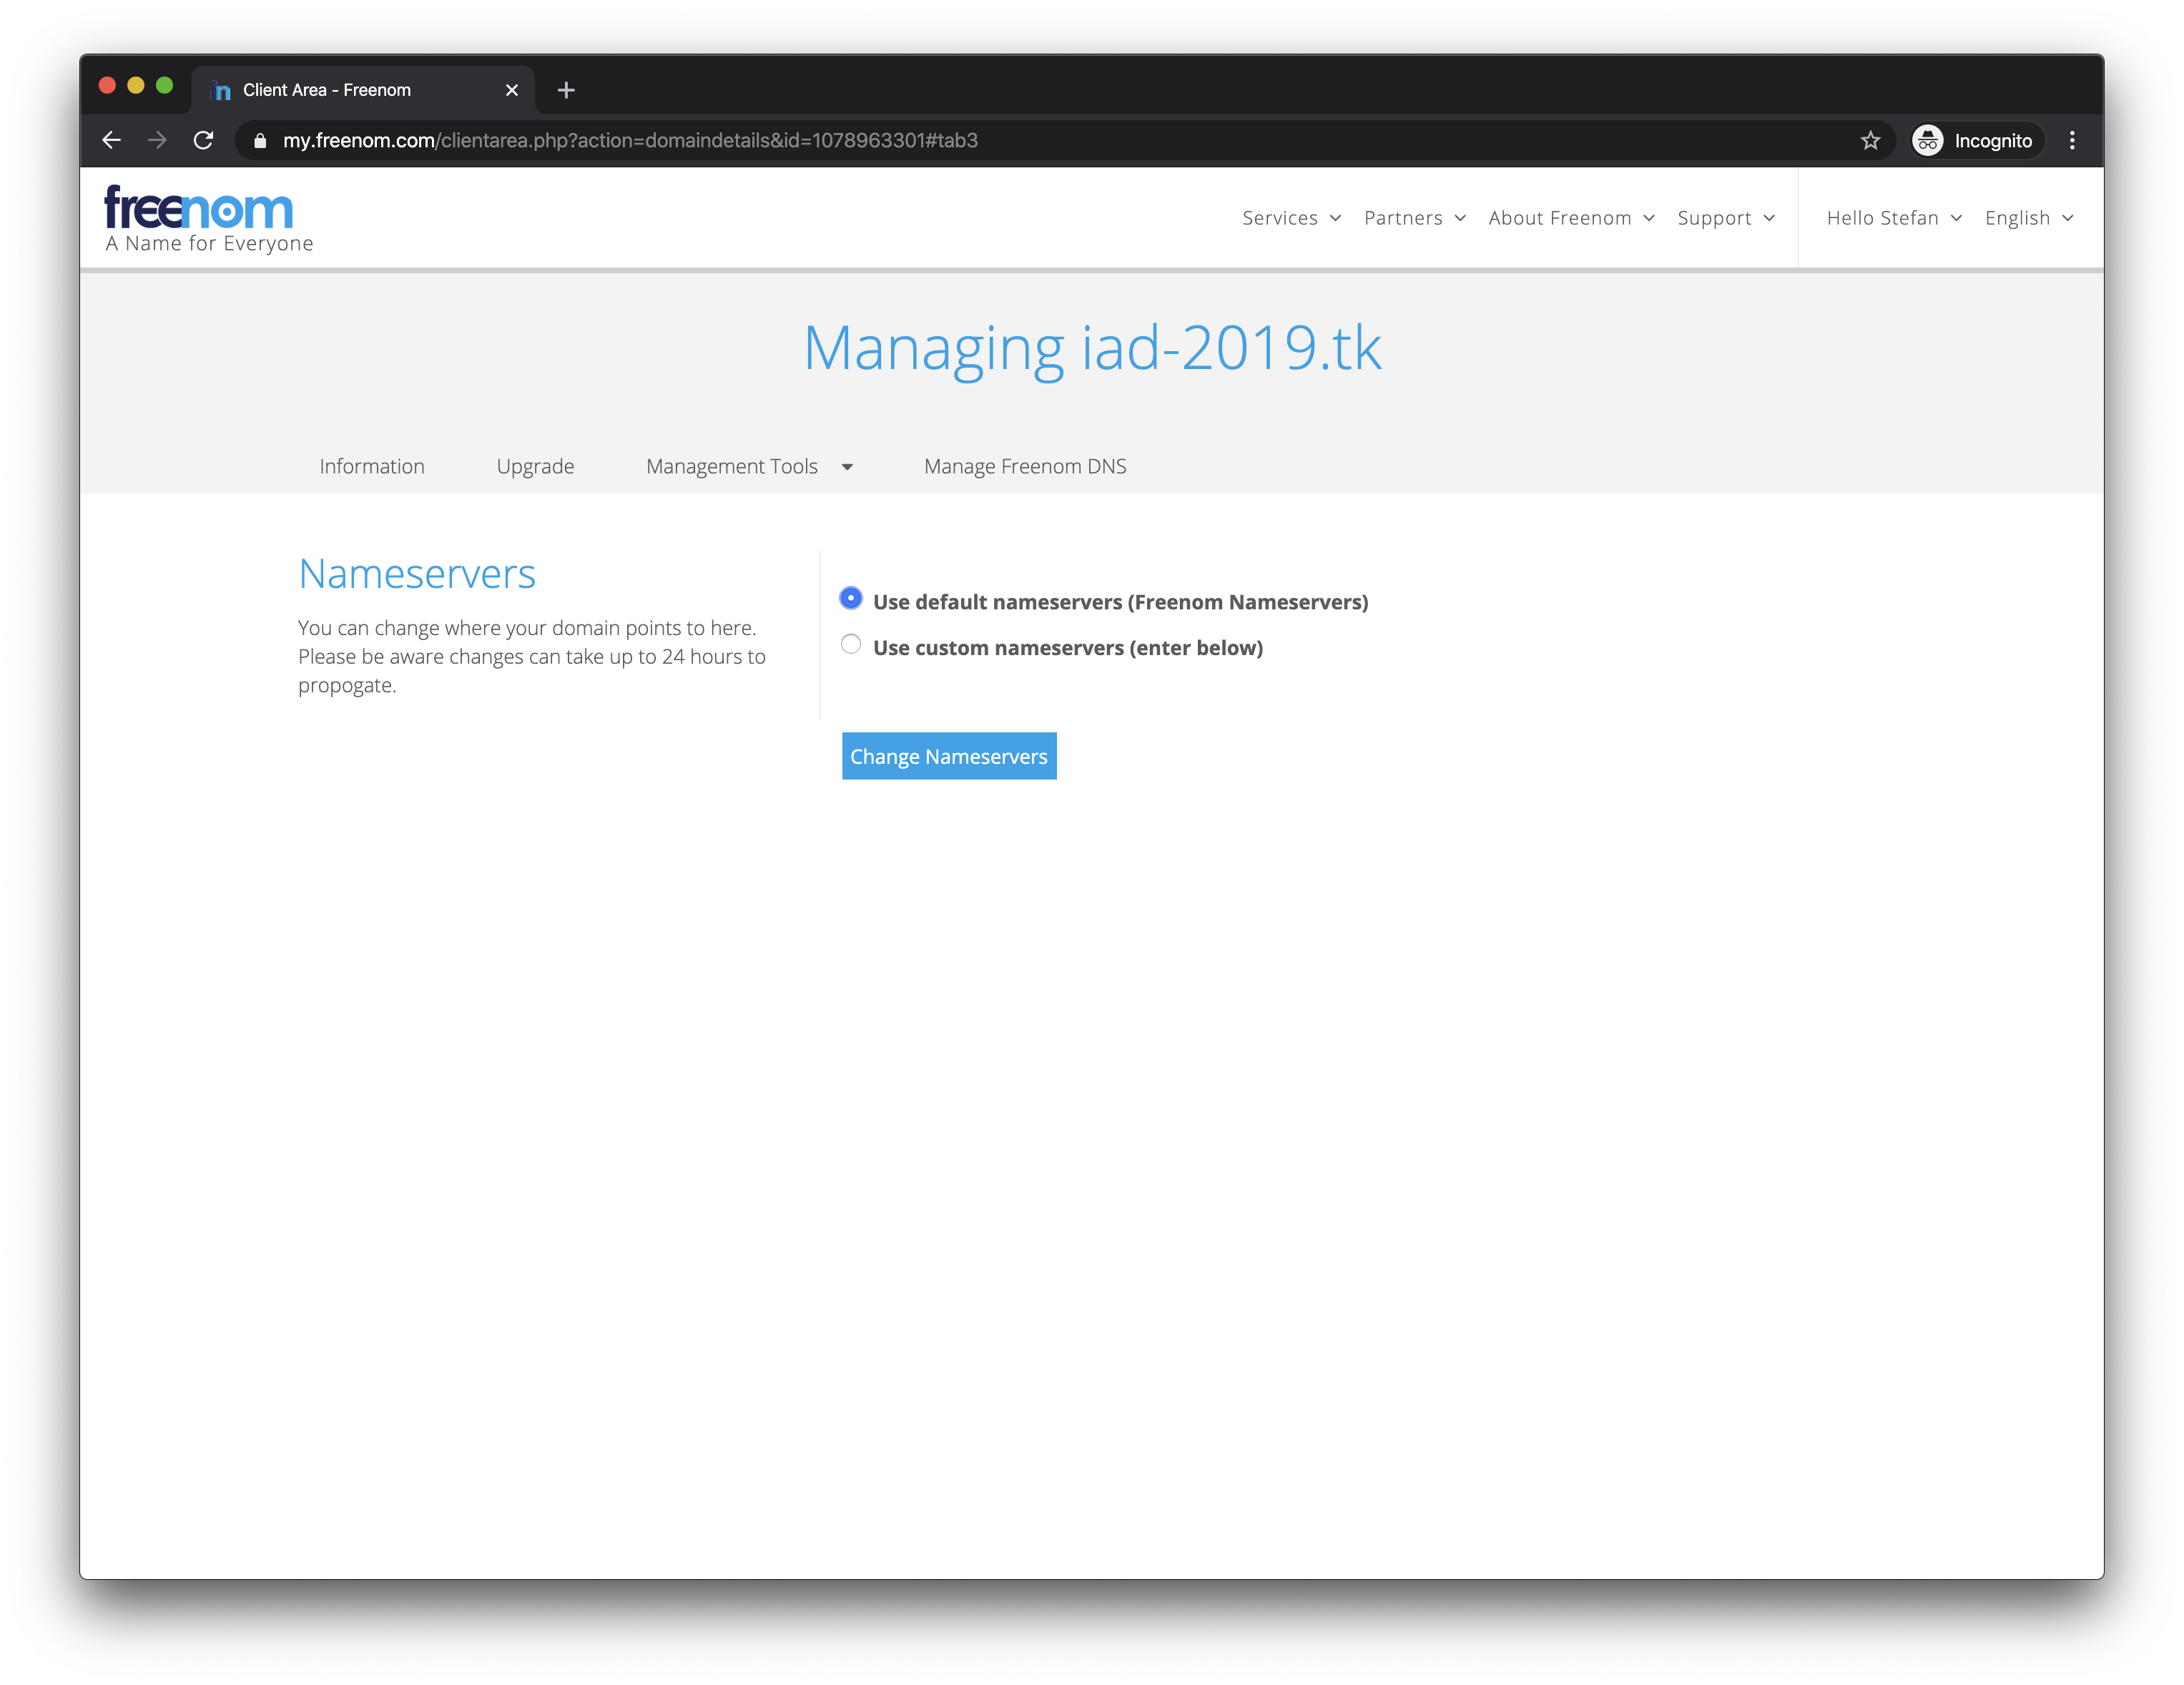 Client Area - Freenom
my.freenom.com/clientarea.php?action=domaindetails&id=1078963301#tab3
Incognito
freenom
A Name for Everyone
Services
Partners
About Freenom
Support
Hello Stefan
English
Managing iad-2019.tk
Information
Upgrade
Management Tools
Manage Freenom DNS
Nameservers
You can change where your domain points to here.
Please be aware changes can take up to 24 hours to
propogate.
Use default nameservers (Freenom Nameservers)
Use custom nameservers (enter below)
Change Nameservers